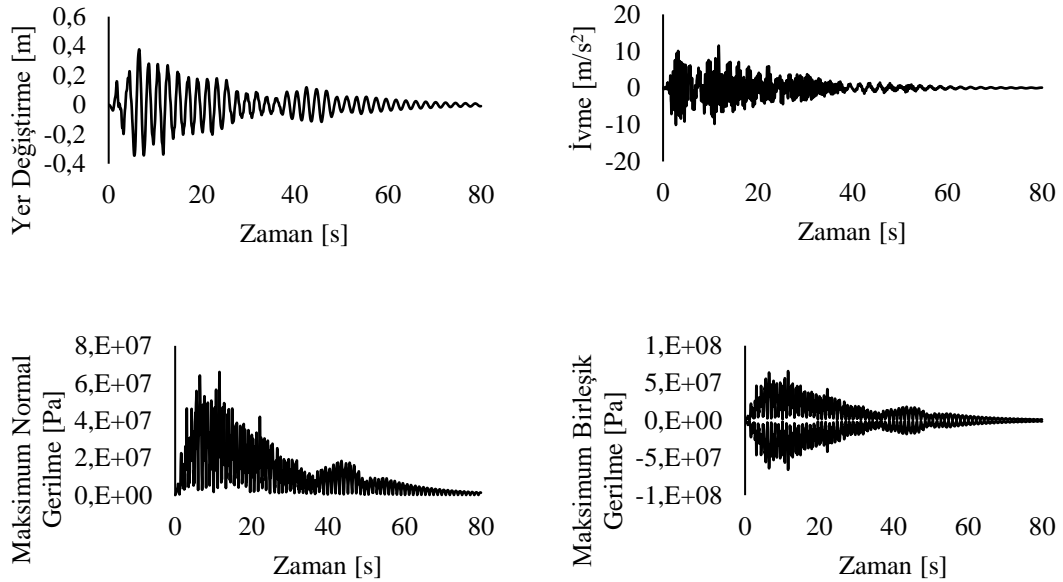 Yer Değiştirme [m]
0,6
0,4
0,2
0
-0,2
-0,4
0 20 40 60 80
Zaman [s]
İvme [m/s²]
20
10
0
-10
-20
0 20 40 60 80
Zaman [s]
Maksimum Normal
Gerilme [Pa]
8,E+07
6,E+07
4,E+07
2,E+07
0,E+00
0 20 40 60 80
Zaman [s]
Maksimum Birleşik
Gerilme [Pa]
1,E+08
5,E+07
0,E+00
-5,E+07
-1,E+08
0 20 40 60 80
Zaman [s]